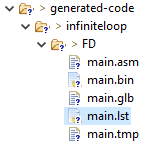 generated-code
infiniteloop
FD
main.asm
main.bin
main.glb
main.lst
main.tmp